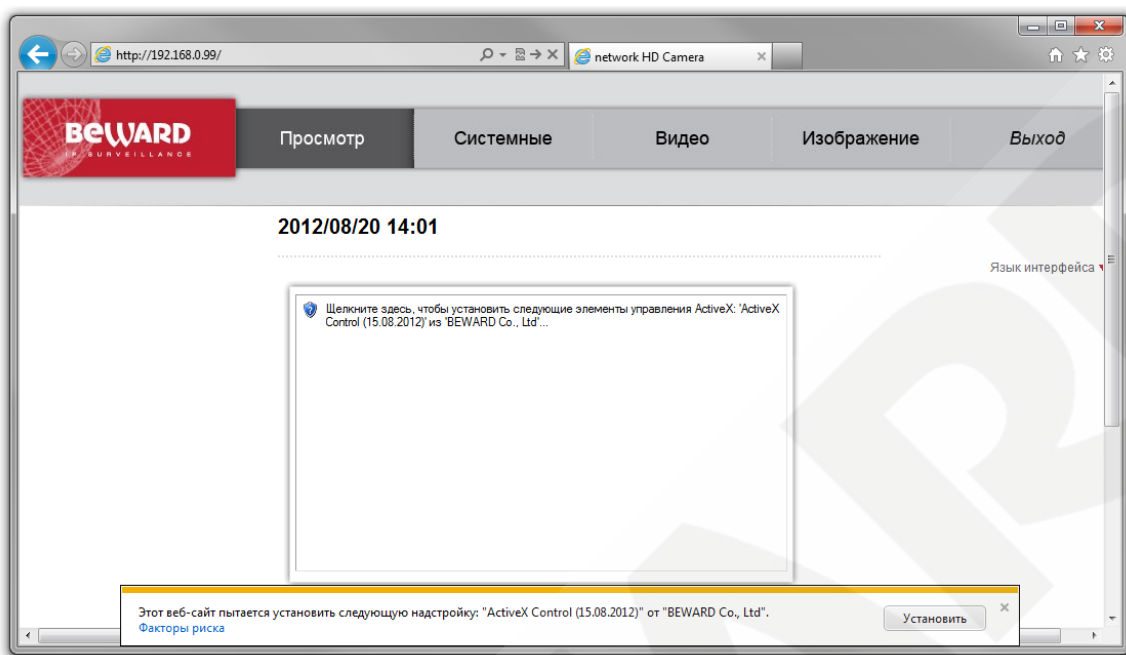 http://192.168.0.99/
network HD Camera
BEWARD
IP SURVEILLANCE
Просмотр
Системные
Видео
Изображение
Выход
2012/08/20 14:01
Язык интерфейса
Щелкните здесь, чтобы установить следующие элементы управления ActiveX: 'ActiveX
Control (15.08.2012)' из 'BEWARD Co., Ltd'...
Этот веб-сайт пытается установить следующую надстройку: "ActiveX Control (15.08.2012)" от "BEWARD Co., Ltd".
Факторы риска
Установить